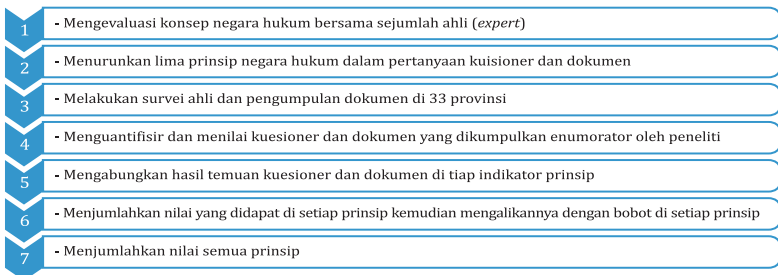 1 - Mengevaluasi konsep negara hukum bersama sejumlah ahli (expert)
2 - Menurunkan lima prinsip negara hukum dalam pertanyaan kuisioner dan dokumen
3 - Melakukan survei ahli dan pengumpulan dokumen di 33 provinsi
4 - Menguantifisir dan menilai kuesioner dan dokumen yang dikumpulkan enumorator oleh peneliti
5 - Mengabungkan hasil temuan kuesioner dan dokumen di tiap indikator prinsip
6 - Menjumlahkan nilai yang didapat di setiap prinsip kemudian mengalikannya dengan bobot di setiap prinsip
7 - Menjumlahkan nilai semua prinsip